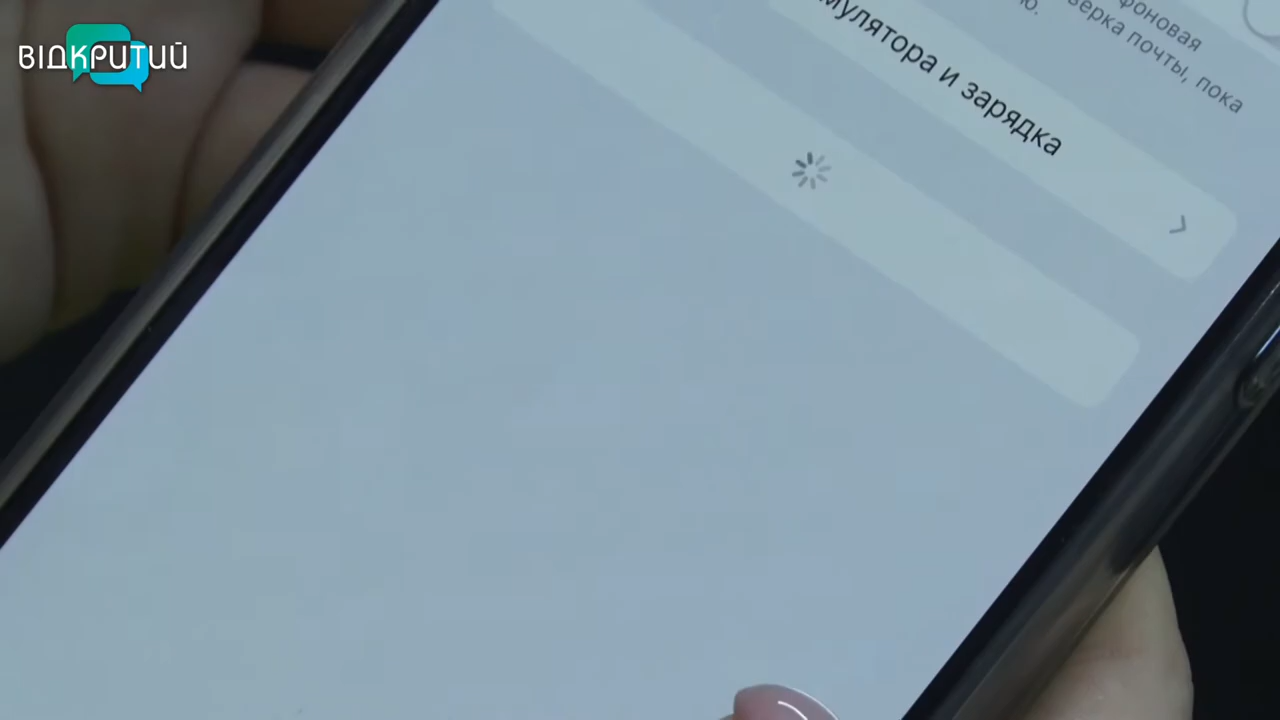 ВІДКРИТИЙ
фоновая
верка почты, пока
ю.
мулятора и зарядка